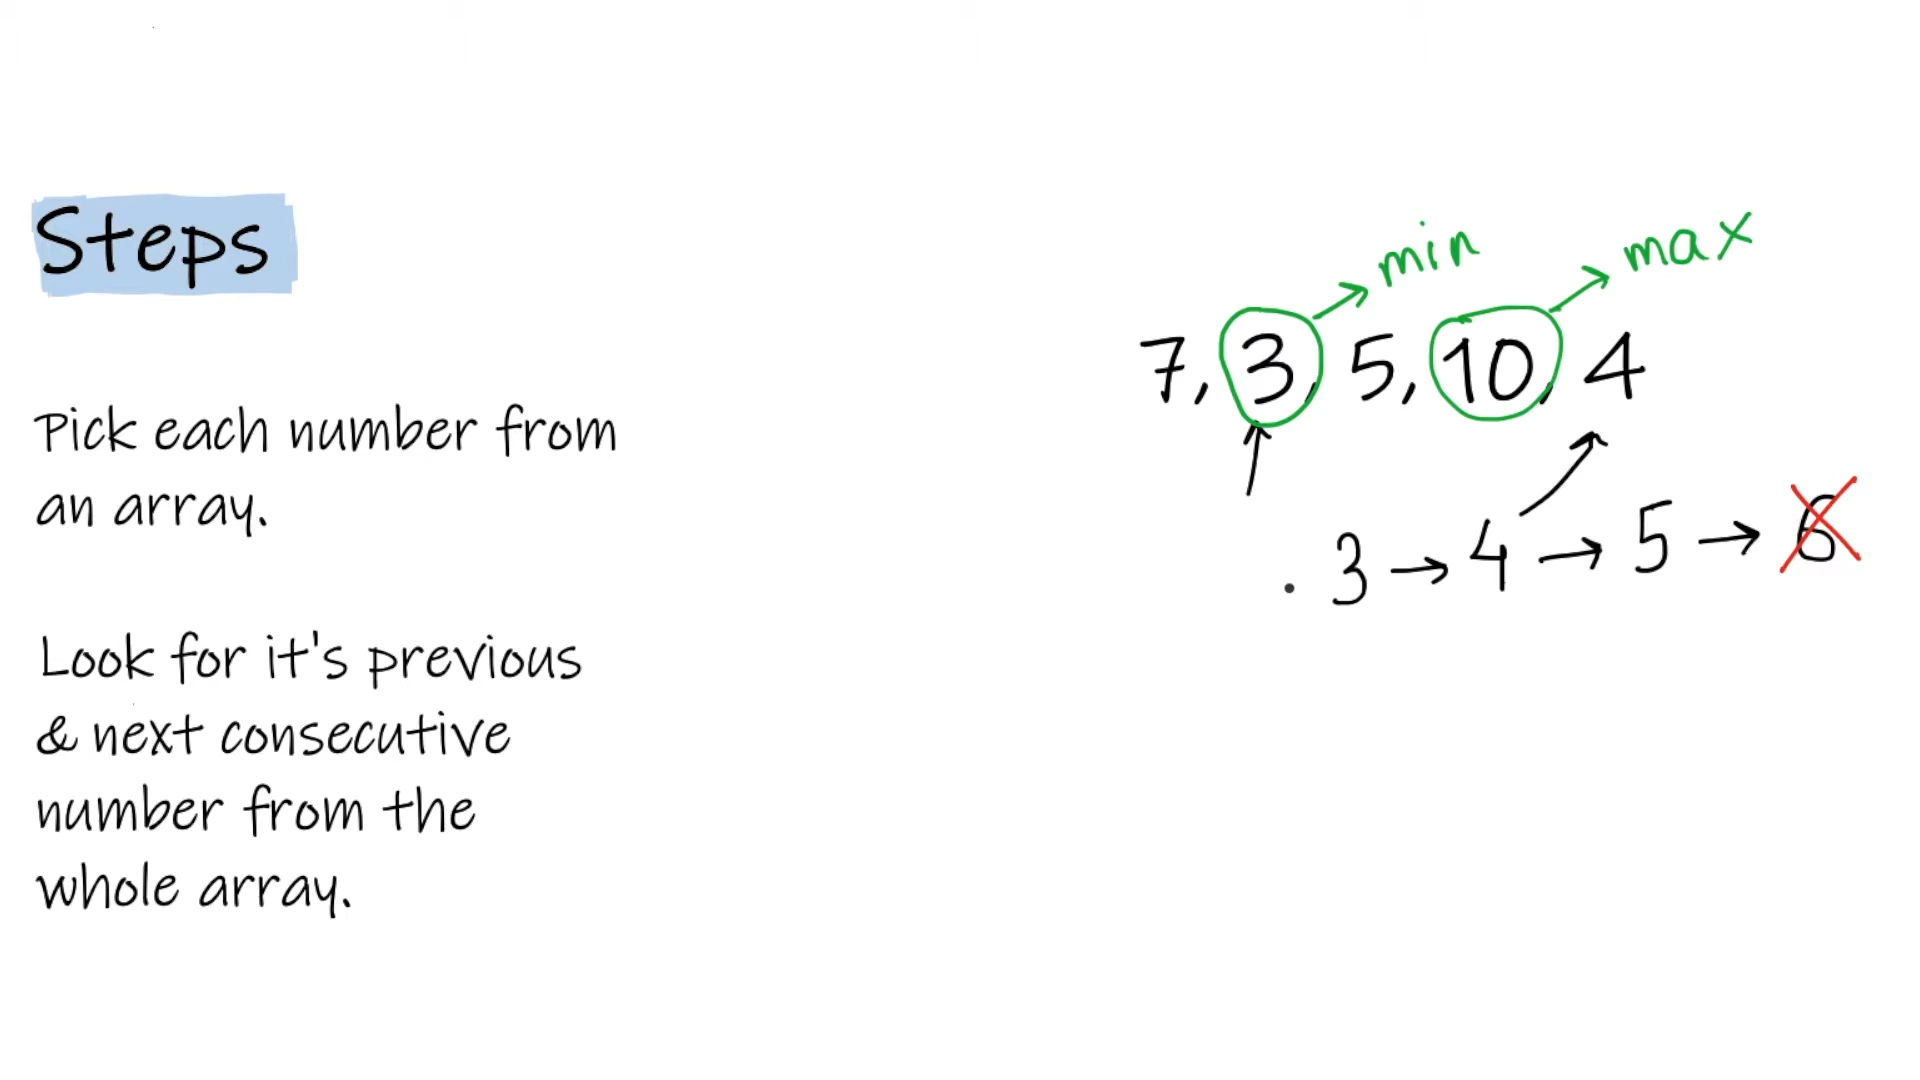 Steps
Pick each number from
an array.
Look for it's previous
& next consecutive
number from the
whole array.
min
max
7, 3, 5, 10, 4
3 → 4 → 5 → 6